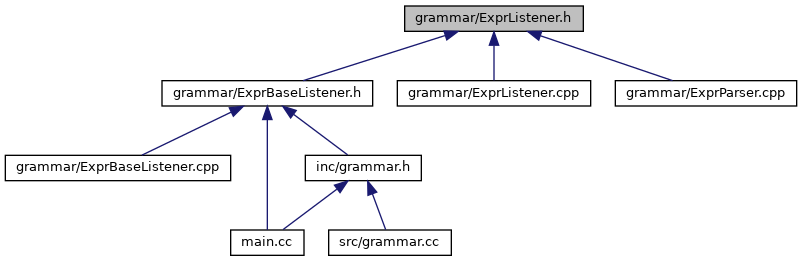 grammar/ExprListener.h
grammar/ExprBaseListener.h
grammar/ExprListener.cpp
grammar/ExprParser.cpp
grammar/ExprBaseListener.cpp
inc/grammar.h
main.cc
src/grammar.cc